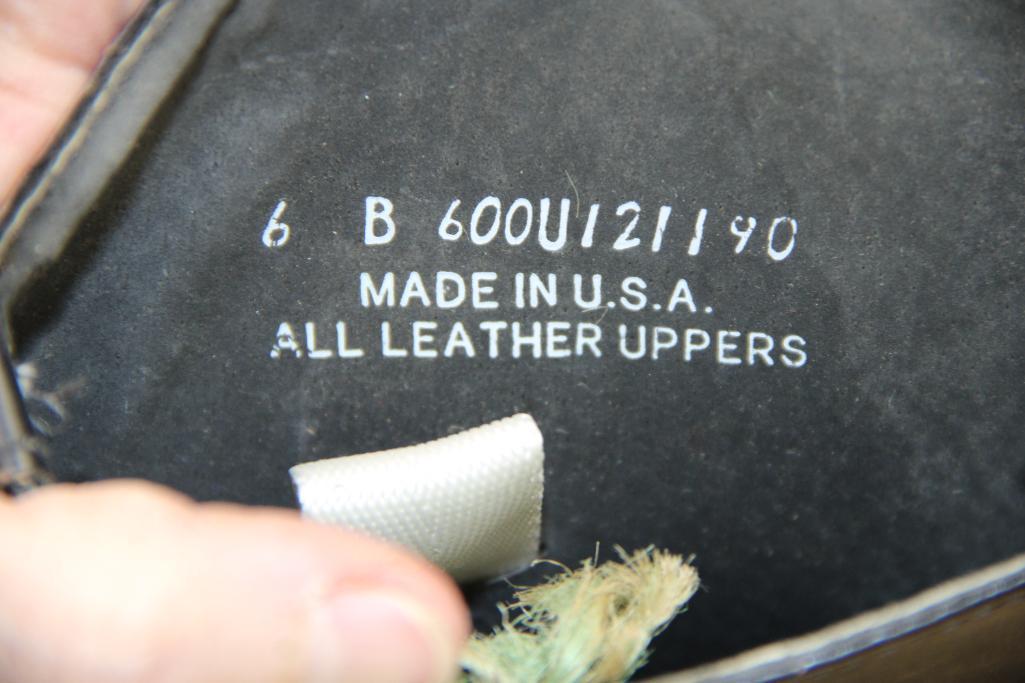 6 B 600U121190
MADE IN U.S.A.
ALL LEATHER UPPERS